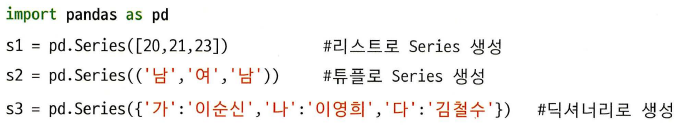 import pandas as pd
s1 = pd.Series([20,21,23]) #리스트로 Series 생성
s2 = pd.Series(('남','여','남')) #튜플로 Series 생성
s3 = pd.Series({'가':'이순신','나':'이영희','다':'김철수'}) #딕셔너리로 생성